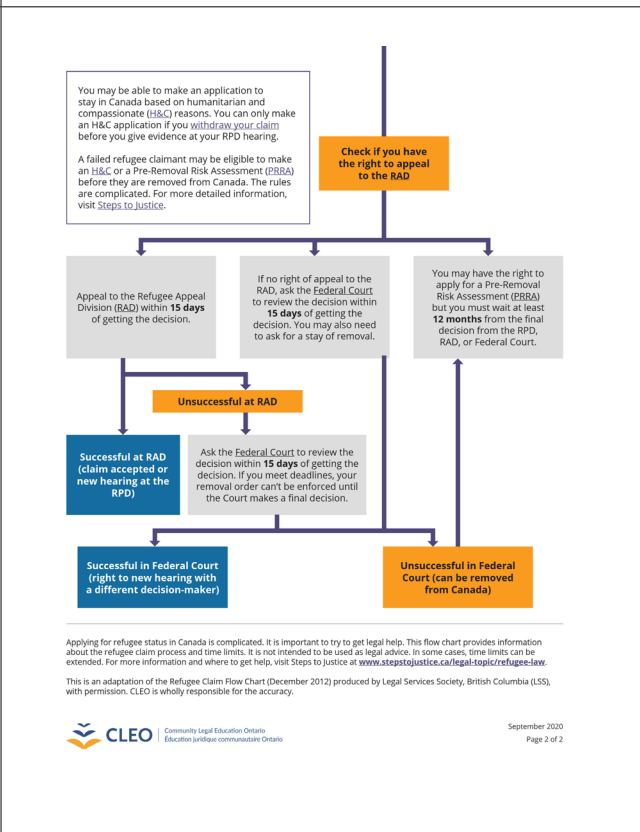 You may be able to make an application to
stay in Canada based on humanitarian and
compassionate (H&C) reasons. You can only make
an H&C application if you withdraw your claim
before you give evidence at your RPD hearing.
A failed refugee claimant may be eligible to make
an H&C or a Pre-Removal Risk Assessment (PRRA)
before they are removed from Canada. The rules
are complicated. For more detailed information,
visit Steps to Justice.
Check if you have
the right to appeal
to the RAD
Appeal to the Refugee Appeal
Division (RAD) within 15 days
of getting the decision.
If no right of appeal to the
RAD, ask the Federal Court
to review the decision within
15 days of getting the
decision. You may also need
to ask for a stay of removal.
You may have the right to
apply for a Pre-Removal
Risk Assessment (PRRA)
but you must wait at least
12 months from the final
decision from the RPD,
RAD, or Federal Court.
Unsuccessful at RAD
Successful at RAD
(claim accepted or
new hearing at the
RPD)
Ask the Federal Court to review the
decision within 15 days of getting the
decision. If you meet deadlines, your
removal order can't be enforced until
the Court makes a final decision.
Successful in Federal Court
(right to new hearing with
a different decision-maker)
Unsuccessful in Federal
Court (can be removed
from Canada)
Applying for refugee status in Canada is complicated. It is important to try to get legal help. This flow chart provides information
about the refugee claim process and time limits. It is not intended to be used as legal advice. In some cases, time limits can be
extended. For more information and where to get help, visit Steps to Justice at www.stepstojustice.ca/legal-topic/refugee-law.
This is an adaptation of the Refugee Claim Flow Chart (December 2012) produced by Legal Services Society, British Columbia (LSS),
with permission. CLEO is wholly responsible for the accuracy.
CLEO
Community Legal Education Ontario
Éducation juridique communautaire Ontario
September 2020
Page 2 of 2